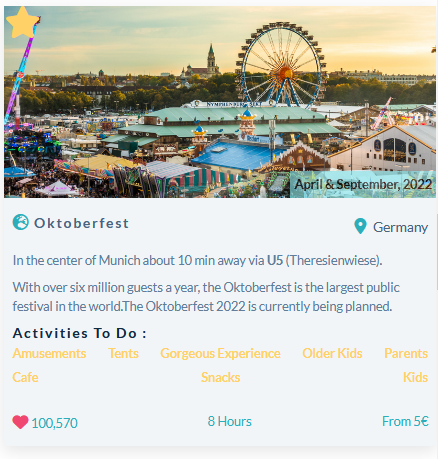 NYMPHENBURG SEKT
April & September, 2022
Oktoberfest
Germany
In the center of Munich about 10 min away via U5 (Theresienwiese).
With over six million guests a year, the Oktoberfest is the largest public
festival in the world.The Oktoberfest 2022 is currently being planned.
Activities To Do :
Amusements Tents Gorgeous Experience Older Kids Parents
Cafe Snacks Kids
100,570 8 Hours From 5€